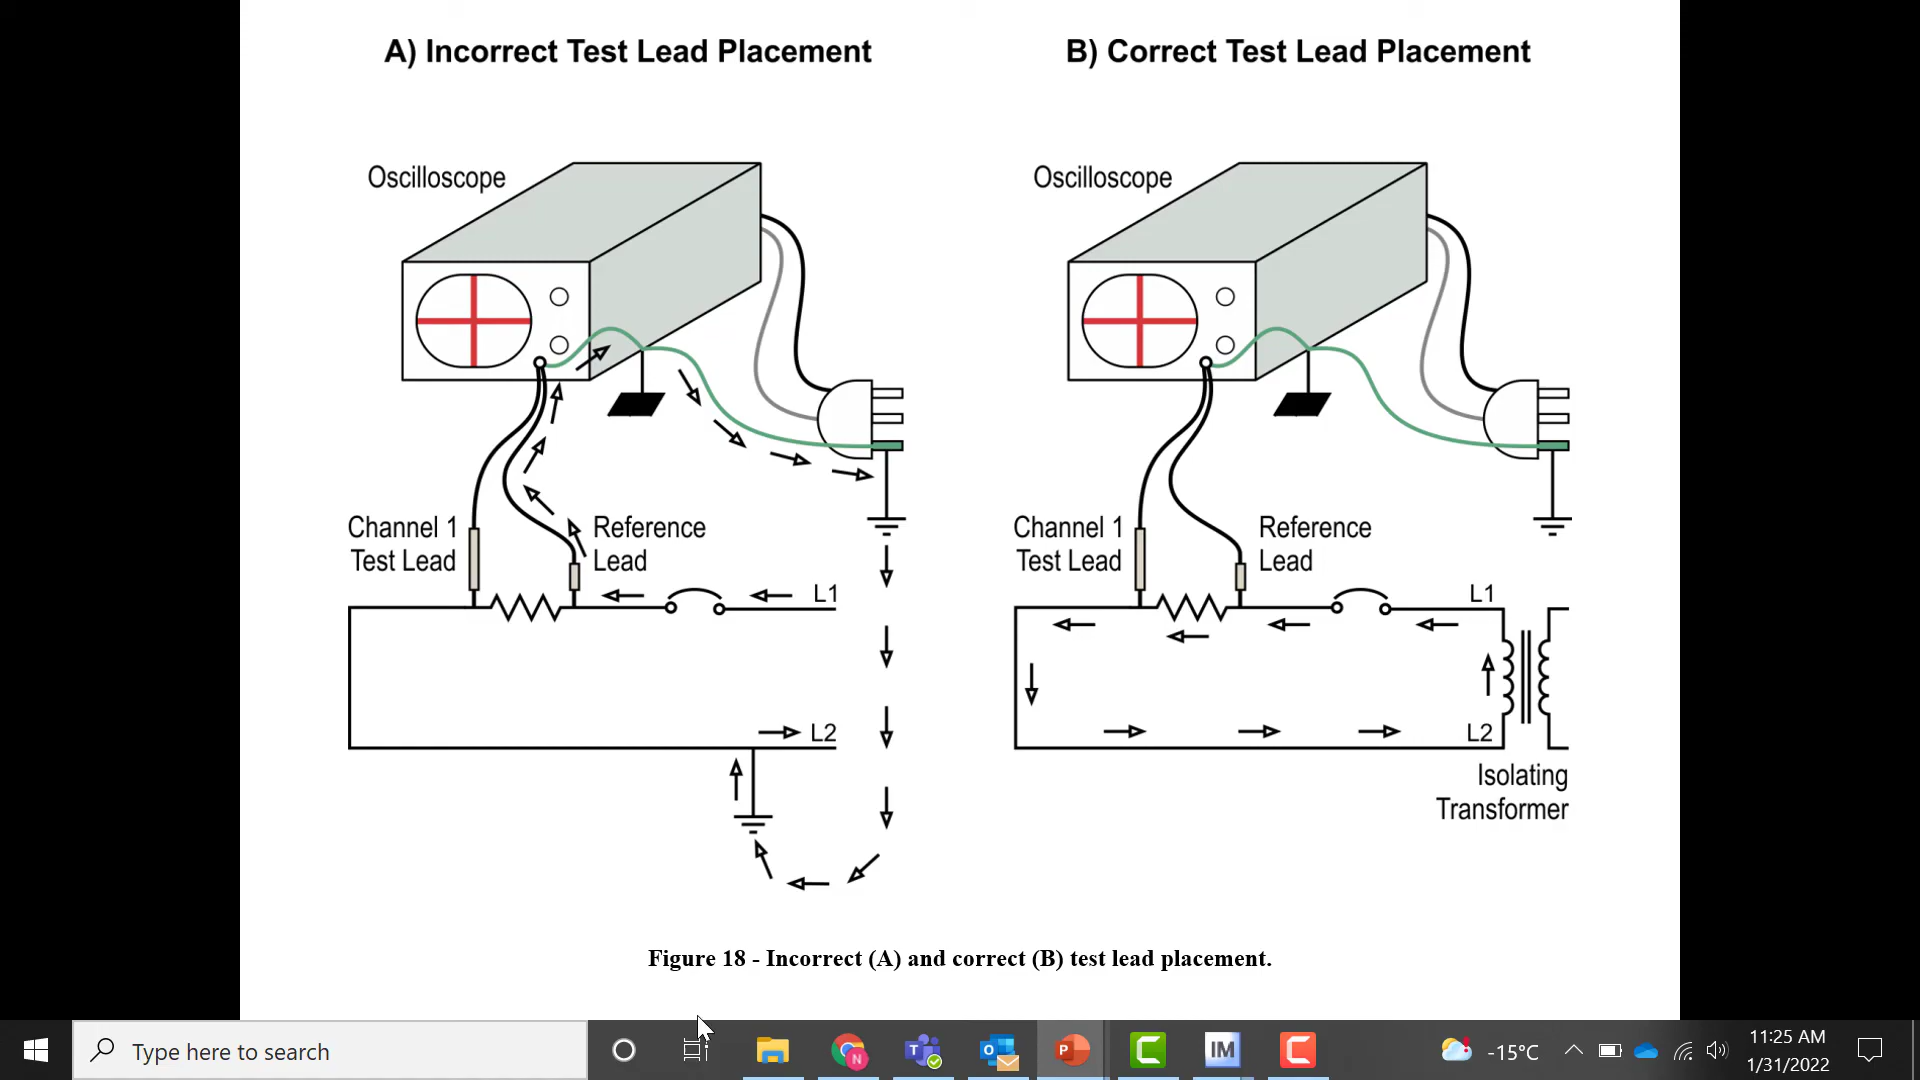 A) Incorrect Test Lead Placement
B) Correct Test Lead Placement
Oscilloscope
Oscilloscope
Channel 1
Test Lead
Reference
Lead
L1
L2
Channel 1
Test Lead
Reference
Lead
L1
L2
Isolating
Transformer
Figure 18 - Incorrect (A) and correct (B) test lead placement.
Type here to search
N
T
P
IM
-15°C
11:25 AM
1/31/2022